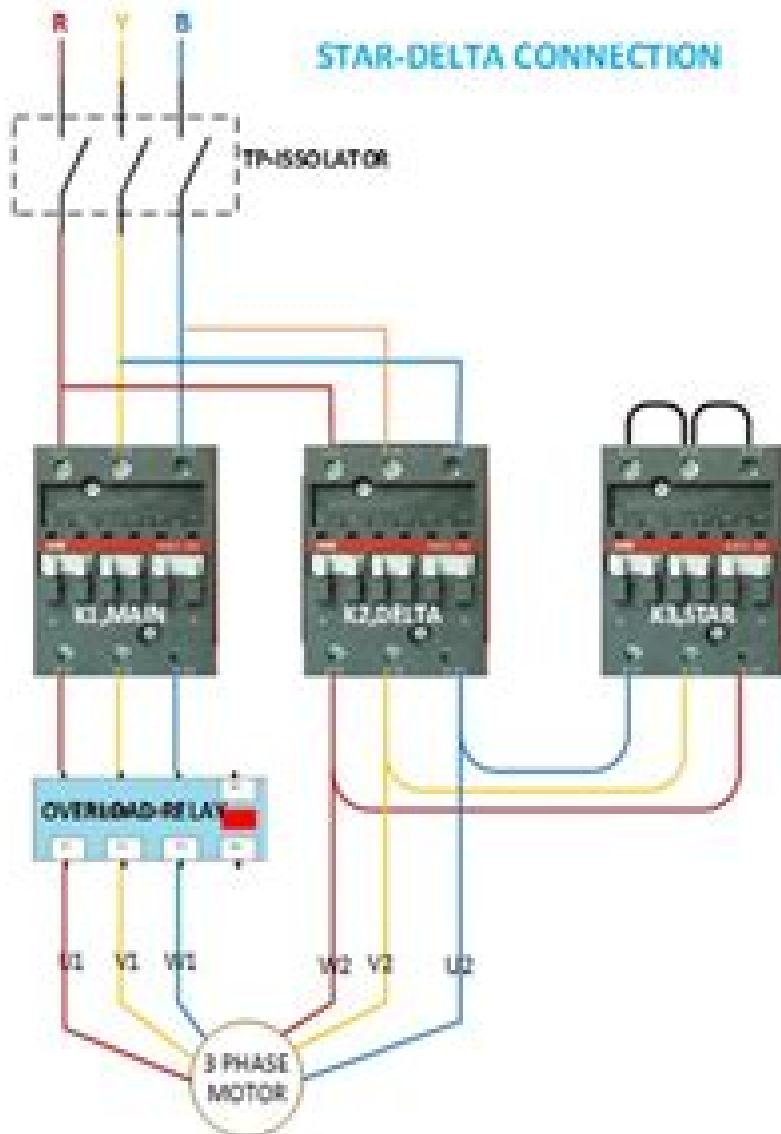 R Y B
STAR-DELTA CONNECTION
TP-ISSOLATOR
K1,MAIN
K2,DELTA
K3,STAR
OVERLOAD-RELAY
U1 V1 W1 W2 V2 U2
3 PHASE
MOTOR